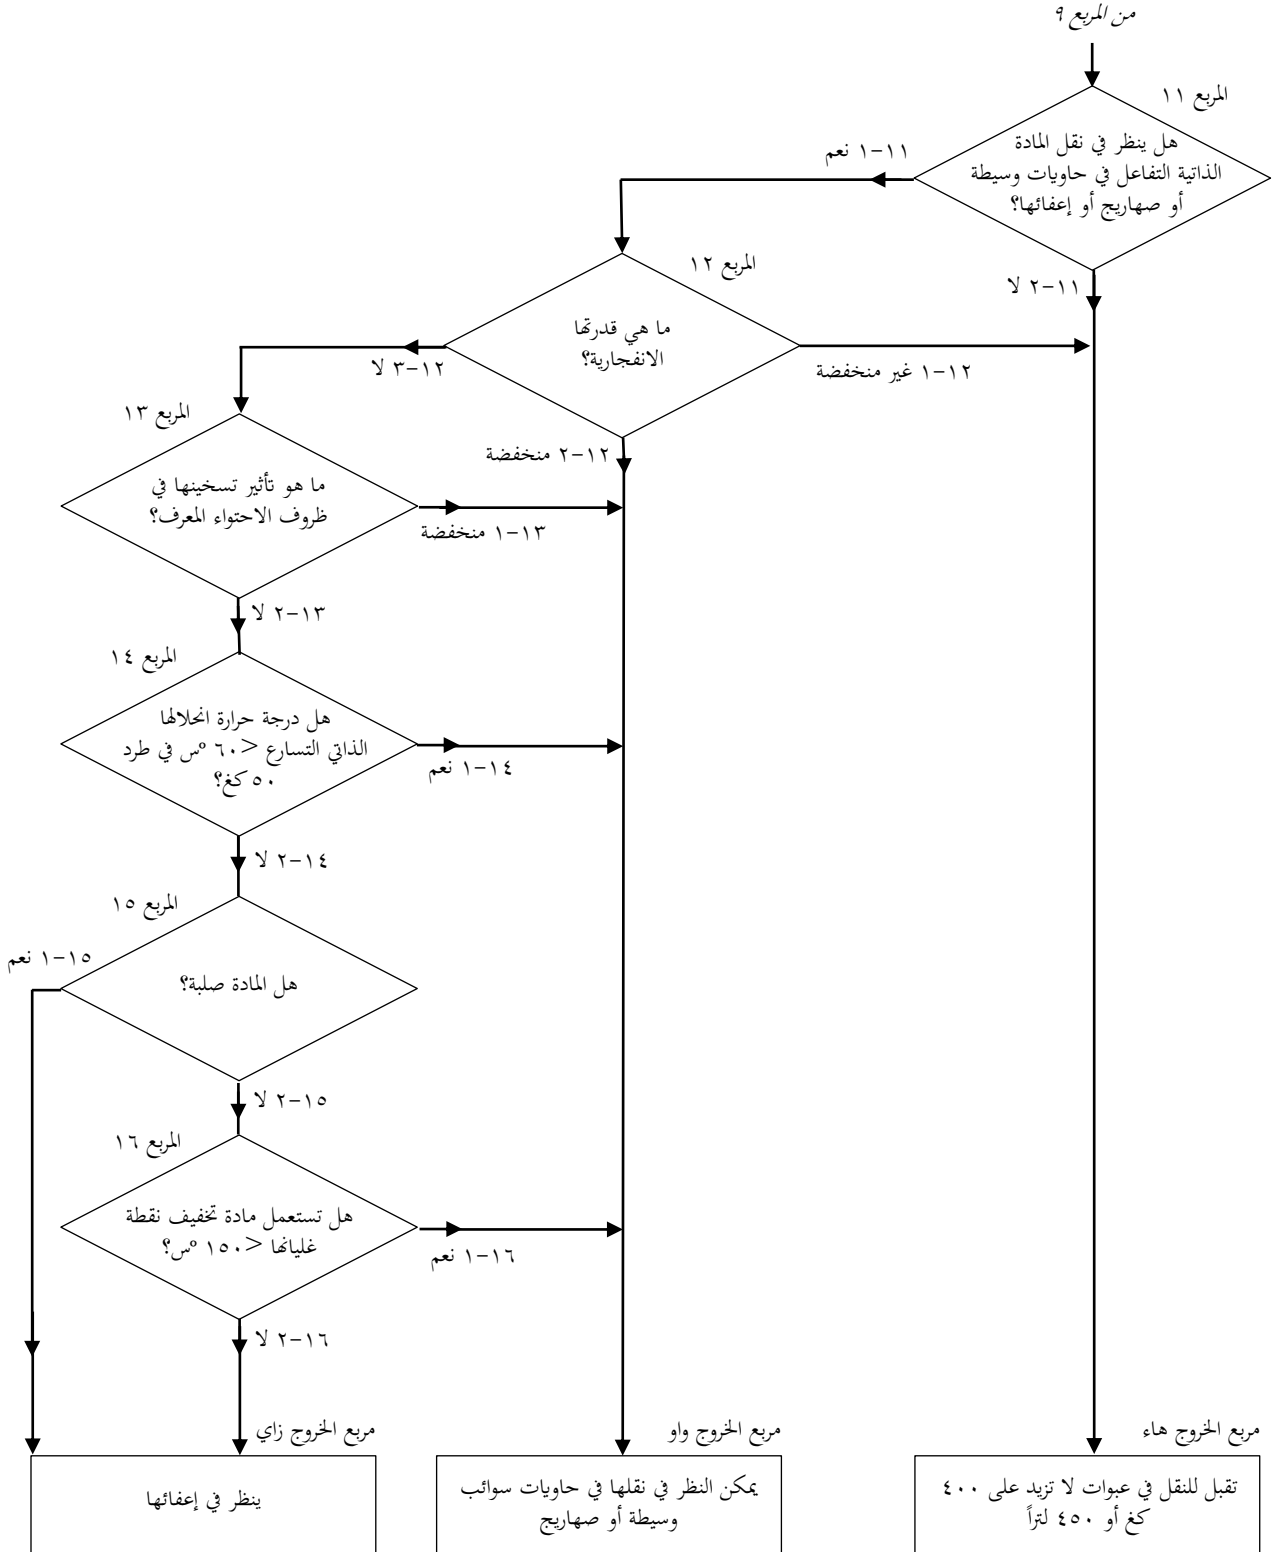 من المربع ٩
المربع ١١
هل ينظر في نقل المادة
الذاتية التفاعل في حاويات وسيطة
أو صهاريج أو إعفائها؟
١١-١ نعم
١١-٢ لا
المربع ١٢
ما هي قدرتها
الانفجارية؟
١٢-١ غير منخفضة
١٢-٣ لا
١٢-٢ منخفضة
المربع ١٣
ما هو تأثير تسخينها في
ظروف الاحتواء المعرف؟
١٣-١ منخفضة
١٣-٢ لا
المربع ١٤
هل درجة حرارة انحلالها
الذاتي التسارع <٦٠ °س في طرد
٥٠ كغ؟
١٤-١ نعم
١٤-٢ لا
المربع ١٥
هل المادة صلبة؟
١٥-١ نعم
١٥-٢ لا
المربع ١٦
هل تستعمل مادة تخفيف نقطة
غليانها <١٥٠ °س؟
١٦-١ نعم
١٦-٢ لا
مربع الخروج هاء
تقبل للنقل في عبوات لا تزيد على ٤٠٠
كغ أو ٤٥٠ لتراً
مربع الخروج واو
يمكن النظر في نقلها في حاويات سوائب
وسيطة أو صهاريج
مربع الخروج زاي
ينظر في إعفائها